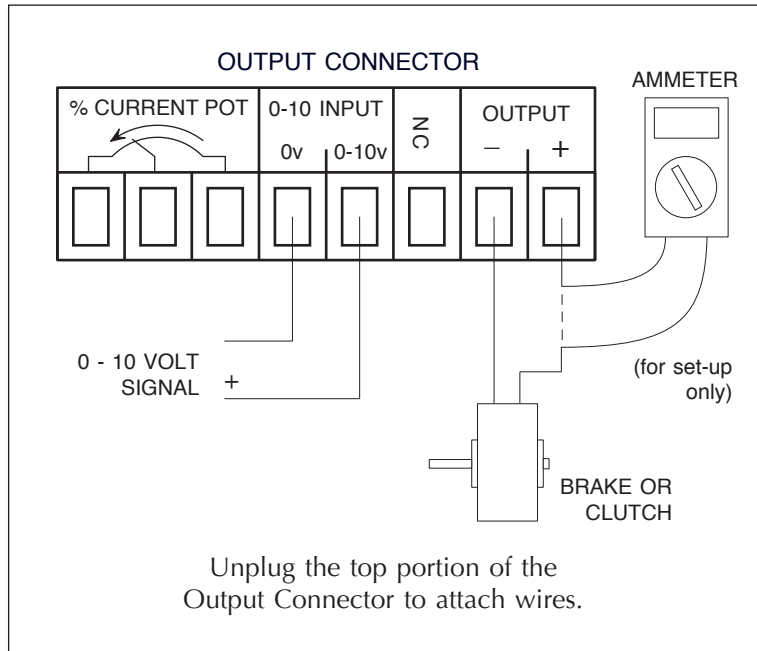 OUTPUT CONNECTOR
AMMETER
% CURRENT POT
0-10 INPUT
0v
0-10v
NC
OUTPUT
–
+
0 - 10 VOLT
SIGNAL
+
(for set-up
only)
BRAKE OR
CLUTCH
Unplug the top portion of the
Output Connector to attach wires.